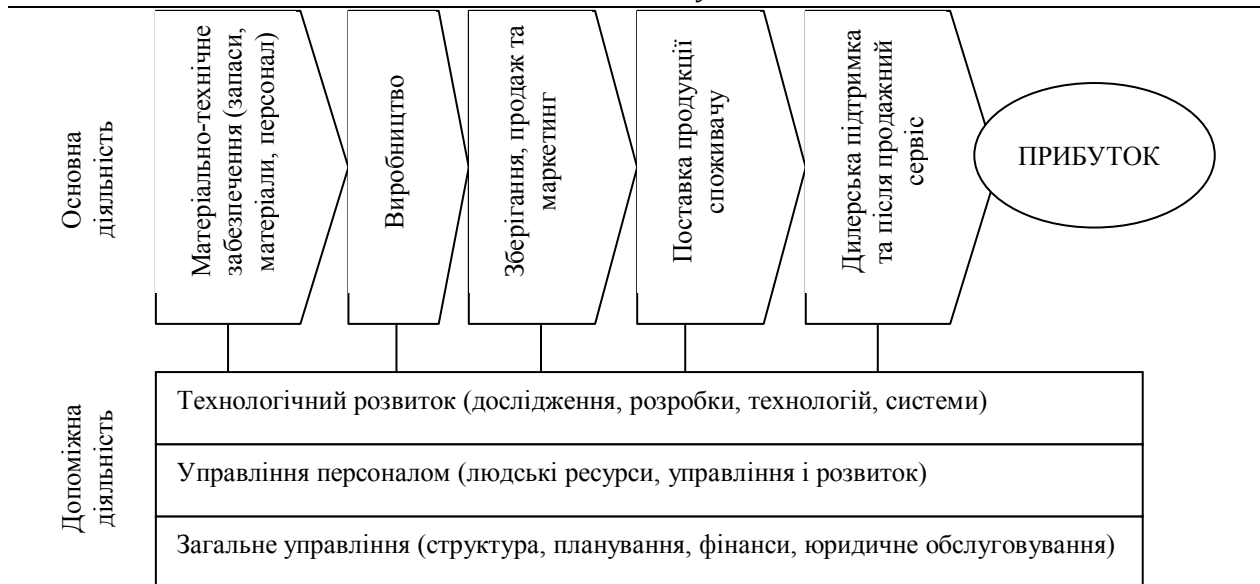 Основна
діяльність
Матеріально-технічне
забезпечення (запаси,
матеріали, персонал)
Виробництво
Зберігання, продаж та
маркетинг
Поставка продукції
споживачу
Дилерська підтримка
та після продажний
сервіс
ПРИБУТОК
Допоміжна
діяльність
Технологічний розвиток (дослідження, розробки, технологій, системи)
Управління персоналом (людські ресурси, управління і розвиток)
Загальне управління (структура, планування, фінанси, юридичне обслуговування)